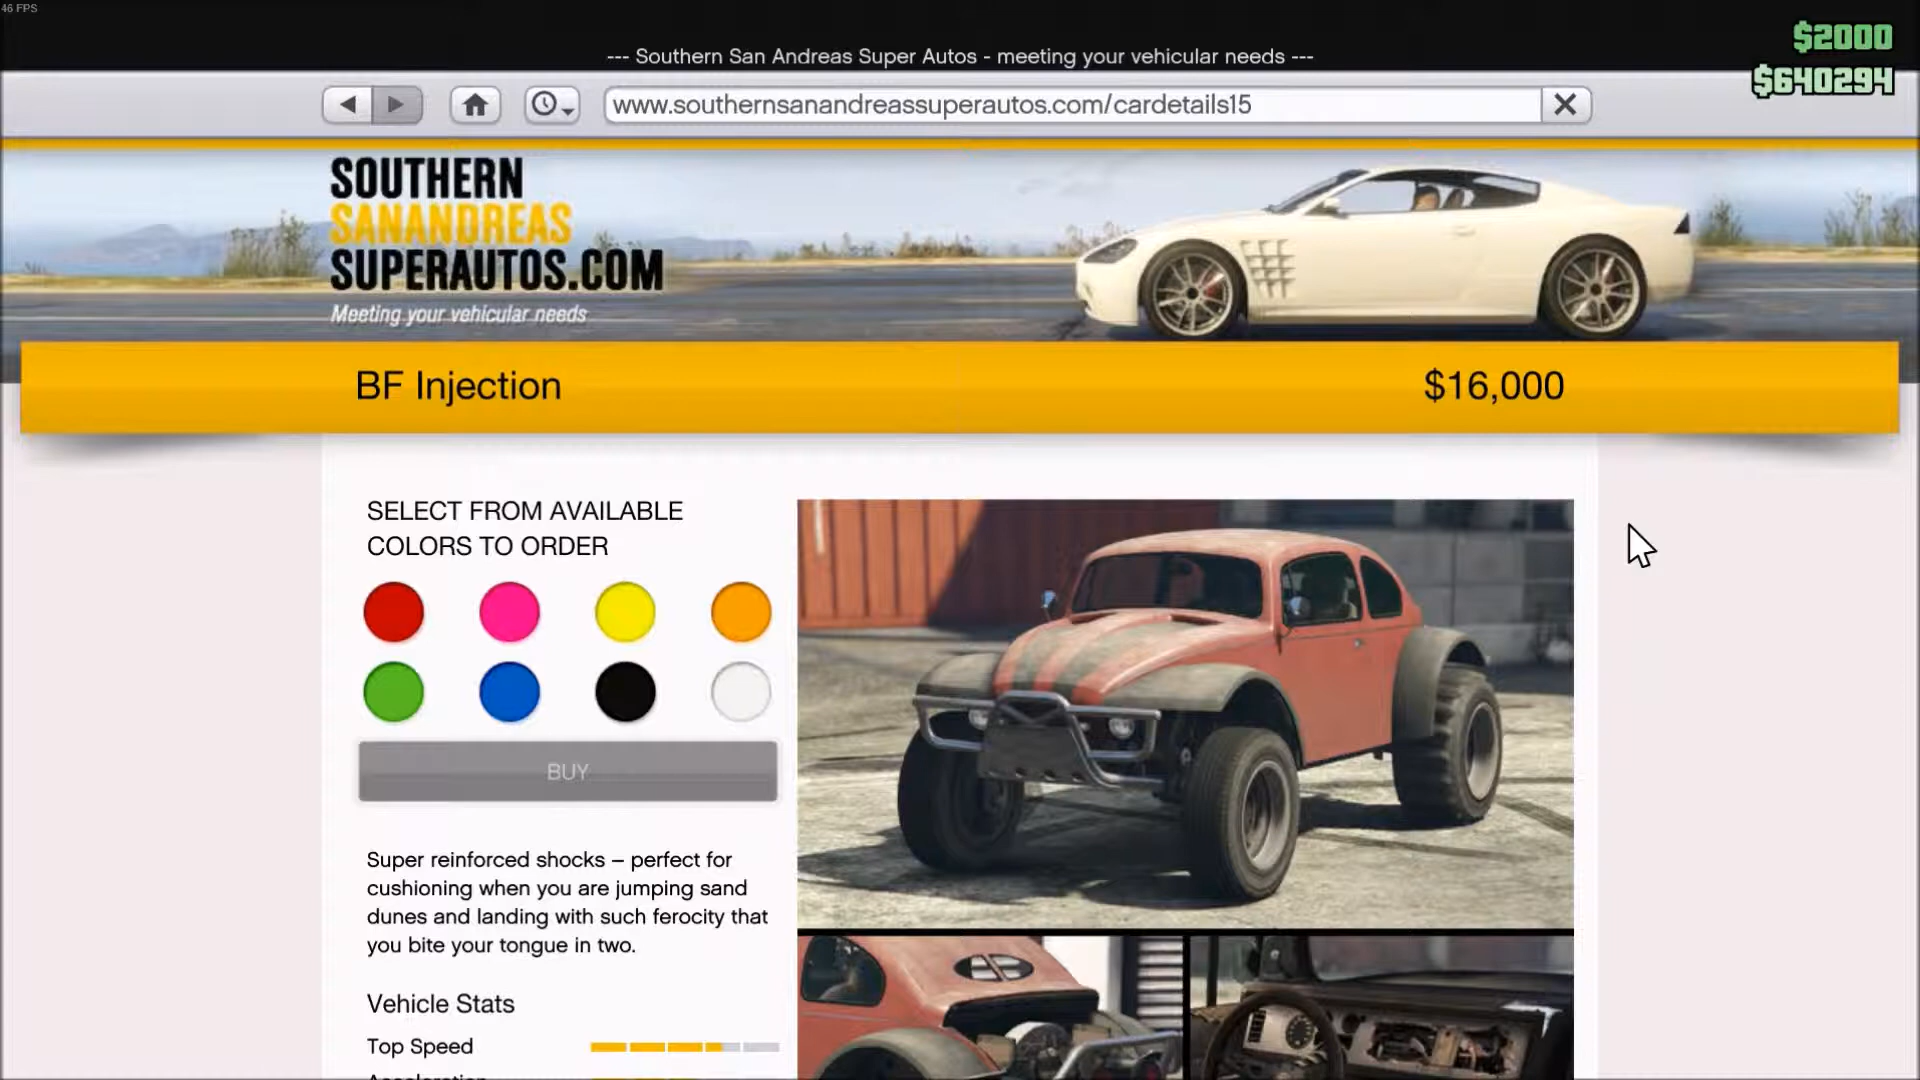 46 FPS
--- Southern San Andreas Super Autos - meeting your vehicular needs ---
$2000
$640294
www.southernsanandreassuperautos.com/cardetails15
SOUTHERN
SANANDREAS
SUPERAUTOS.COM
Meeting your vehicular needs
BF Injection
$16,000
SELECT FROM AVAILABLE
COLORS TO ORDER
BUY
Super reinforced shocks – perfect for
cushioning when you are jumping sand
dunes and landing with such ferocity that
you bite your tongue in two.
Vehicle Stats
Top Speed